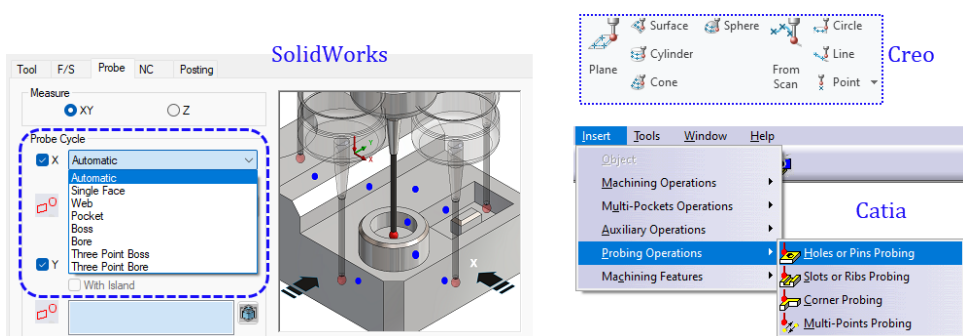 SolidWorks
Tool F/S Probe NC Posting
Measure
XY Z
Probe Cycle
X Automatic
Automatic
Single Face
Web
Pocket
Boss
Bore
Three Point Boss
Three Point Bore
Y
With Island
Y
X
X
Creo
Plane
Surface
Cylinder
Cone
Sphere
From
Scan
Circle
Line
Point
Insert Tools Window Help
Object
Machining Operations
Multi-Pockets Operations
Auxiliary Operations
Probing Operations
Machining Features
Catia
Holes or Pins Probing
Slots or Ribs Probing
Corner Probing
Multi-Points Probing